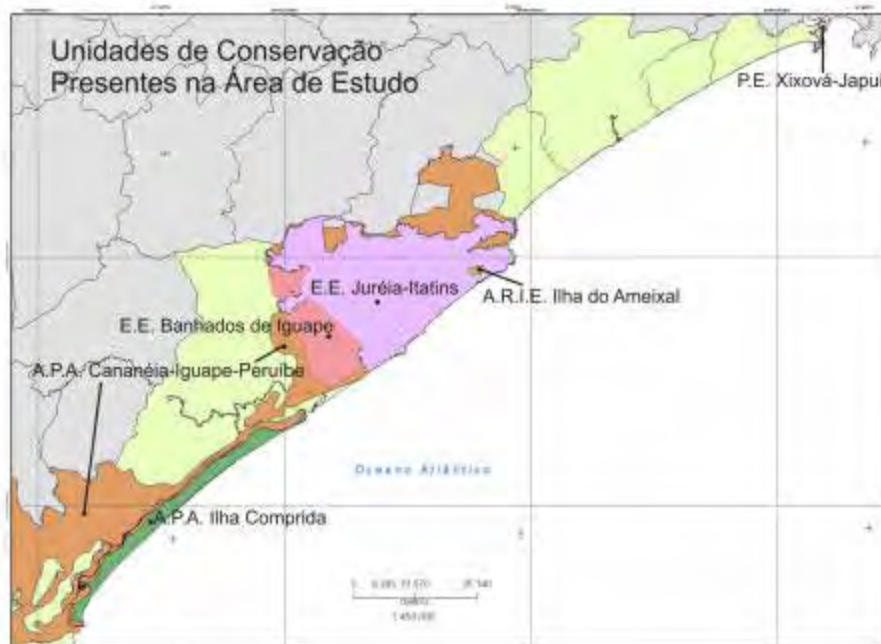 Unidades de Conservação
Presentes na Área de Estudo
P.E. Xixová-Japuí
E.E. Juréia-Itatins
A.R.I.E. Ilha do Ameixal
E.E. Banhados de Iguape
A.P.A. Cananéia-Iguape-Peruíbe
Oceano Atlântico
A.P.A. Ilha Comprida